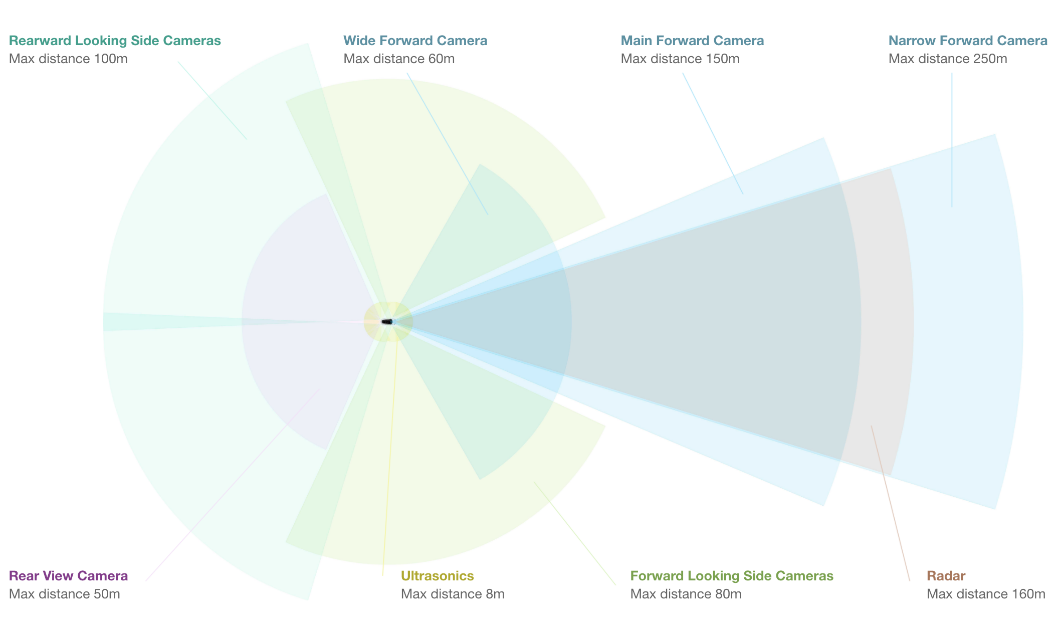 Rearward Looking Side Cameras
Max distance 100m
Wide Forward Camera
Max distance 60m
Main Forward Camera
Max distance 150m
Narrow Forward Camera
Max distance 250m
Rear View Camera
Max distance 50m
Ultrasonics
Max distance 8m
Forward Looking Side Cameras
Max distance 80m
Radar
Max distance 160m